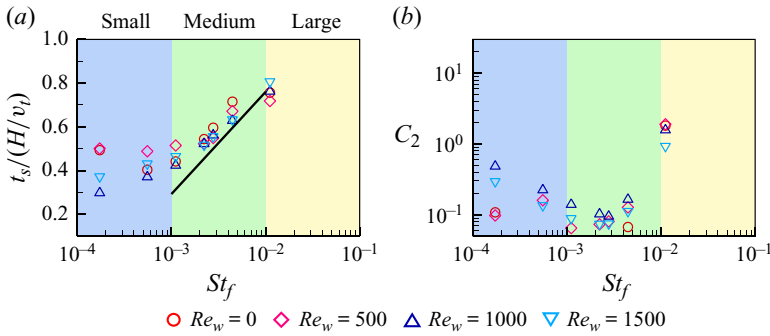 (a) Small Medium Large (b)
1.0
0.8
0.6
0.4
0.2
t_s/(H/v_t)
10^−4 10^−3 10^−2 10^−1
St_f
10^1
10^0
10^−1
C_2
10^−4 10^−3 10^−2 10^−1
St_f
Re_w = 0 Re_w = 500 Re_w = 1000 Re_w = 1500